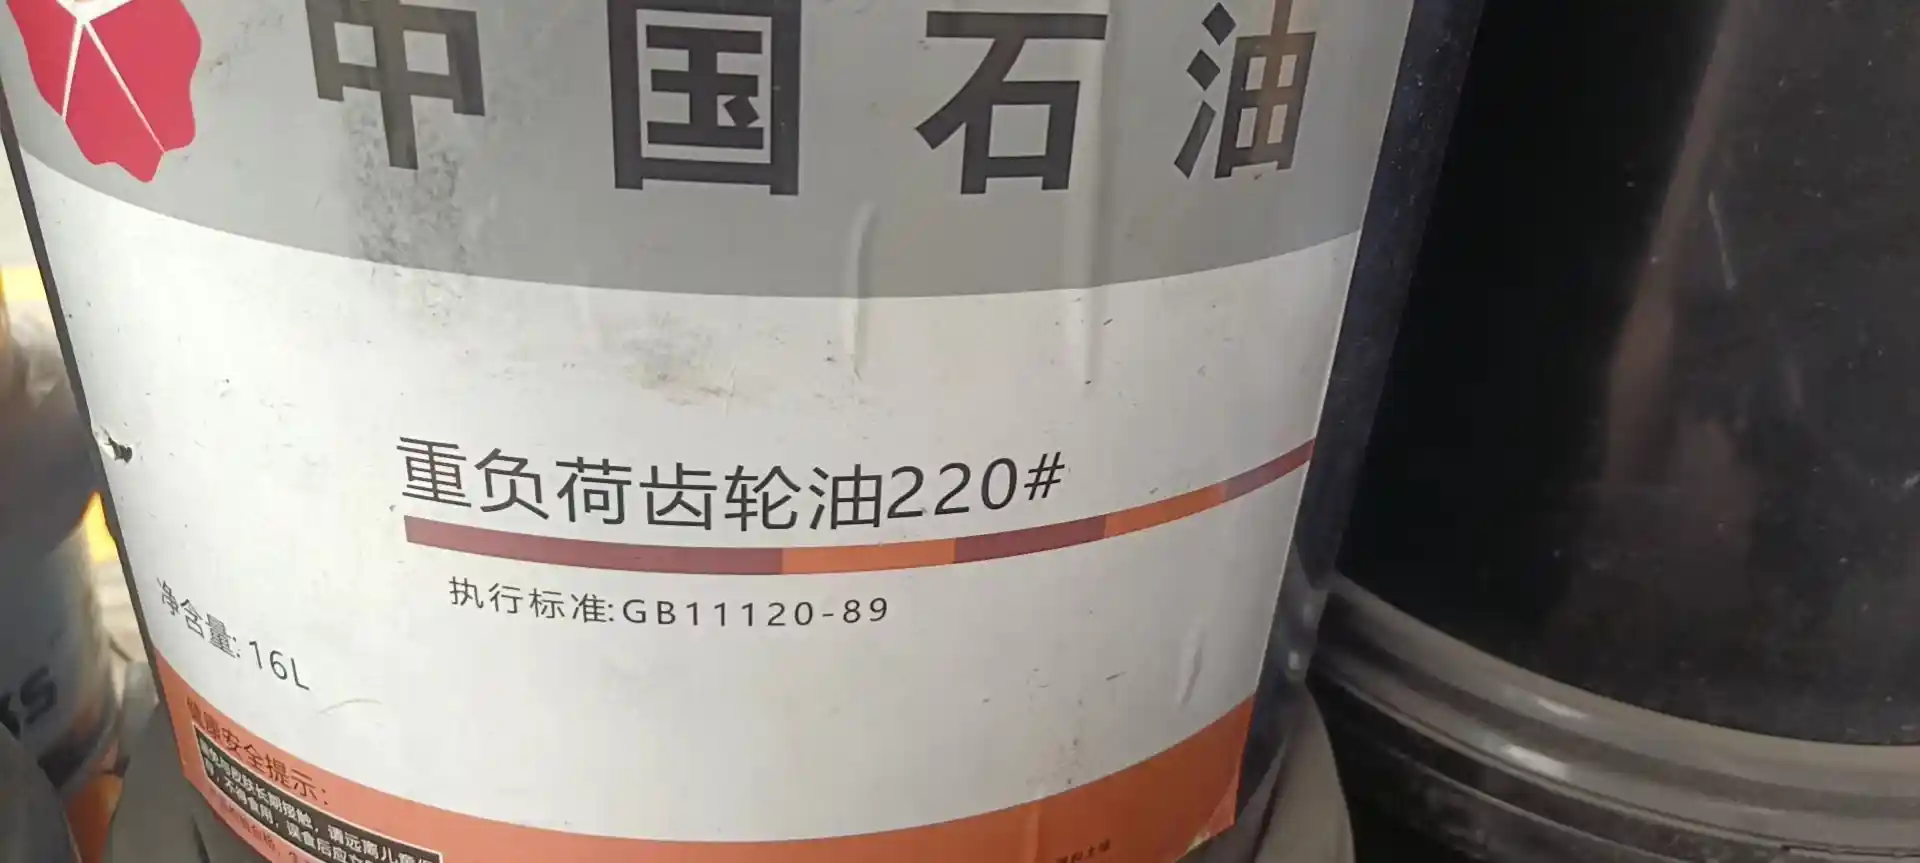 中国石油
重负荷齿轮油220#
执行标准:GB11120-89
净含量:16L
健康安全提示: